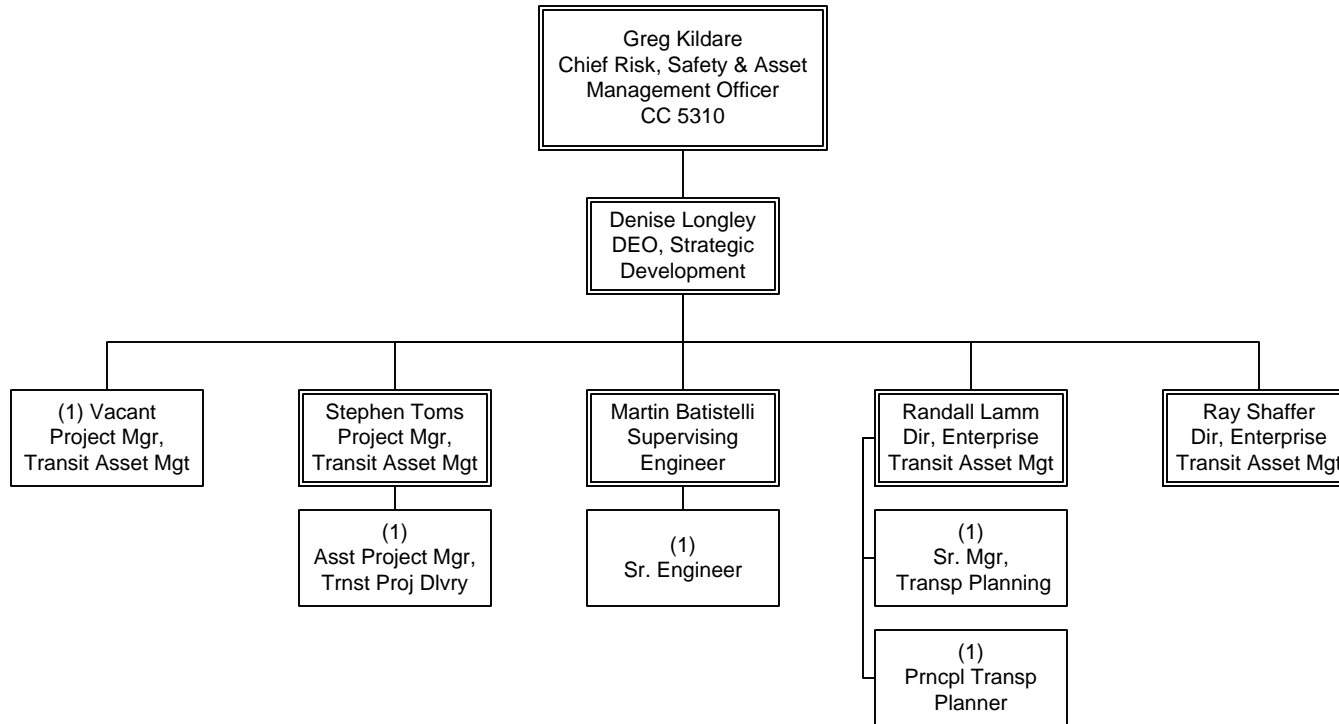 Greg Kildare
Chief Risk, Safety & Asset
Management Officer
CC 5310
Denise Longley
DEO, Strategic
Development
(1) Vacant
Project Mgr,
Transit Asset Mgt
Stephen Toms
Project Mgr,
Transit Asset Mgt
Martin Batistelli
Supervising
Engineer
Randall Lamm
Dir, Enterprise
Transit Asset Mgt
Ray Shaffer
Dir, Enterprise
Transit Asset Mgt
(1)
Asst Project Mgr,
Trnst Proj Dlvry
(1)
Sr. Engineer
(1)
Sr. Mgr,
Transp Planning
(1)
Prncpl Transp
Planner